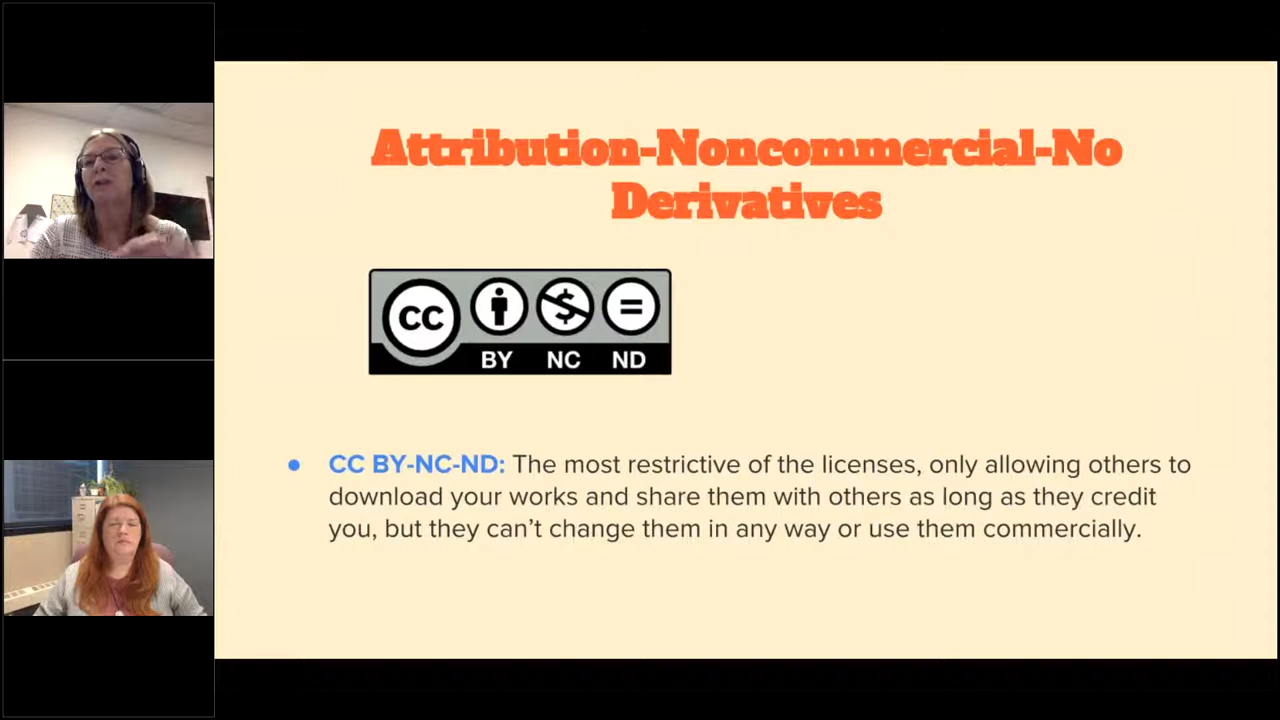 Attribution-Noncommercial-No
Derivatives
CC BY NC ND
CC BY-NC-ND: The most restrictive of the licenses, only allowing others to
download your works and share them with others as long as they credit
you, but they can't change them in any way or use them commercially.